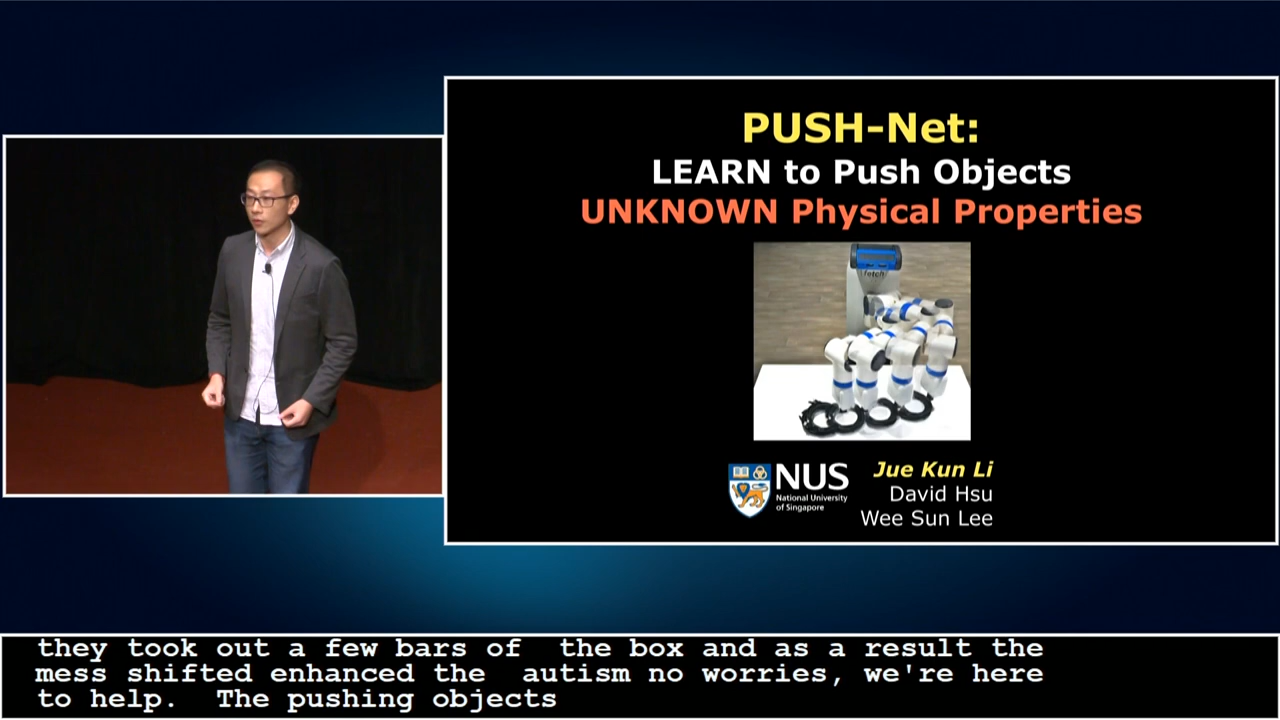 PUSH-Net:
LEARN to Push Objects
UNKNOWN Physical Properties
fetch
NUS
National University
of Singapore
Jue Kun Li
David Hsu
Wee Sun Lee
they took out a few bars of  the box and as a result the
mess shifted enhanced the  autism no worries, we're here
to help.  The pushing objects